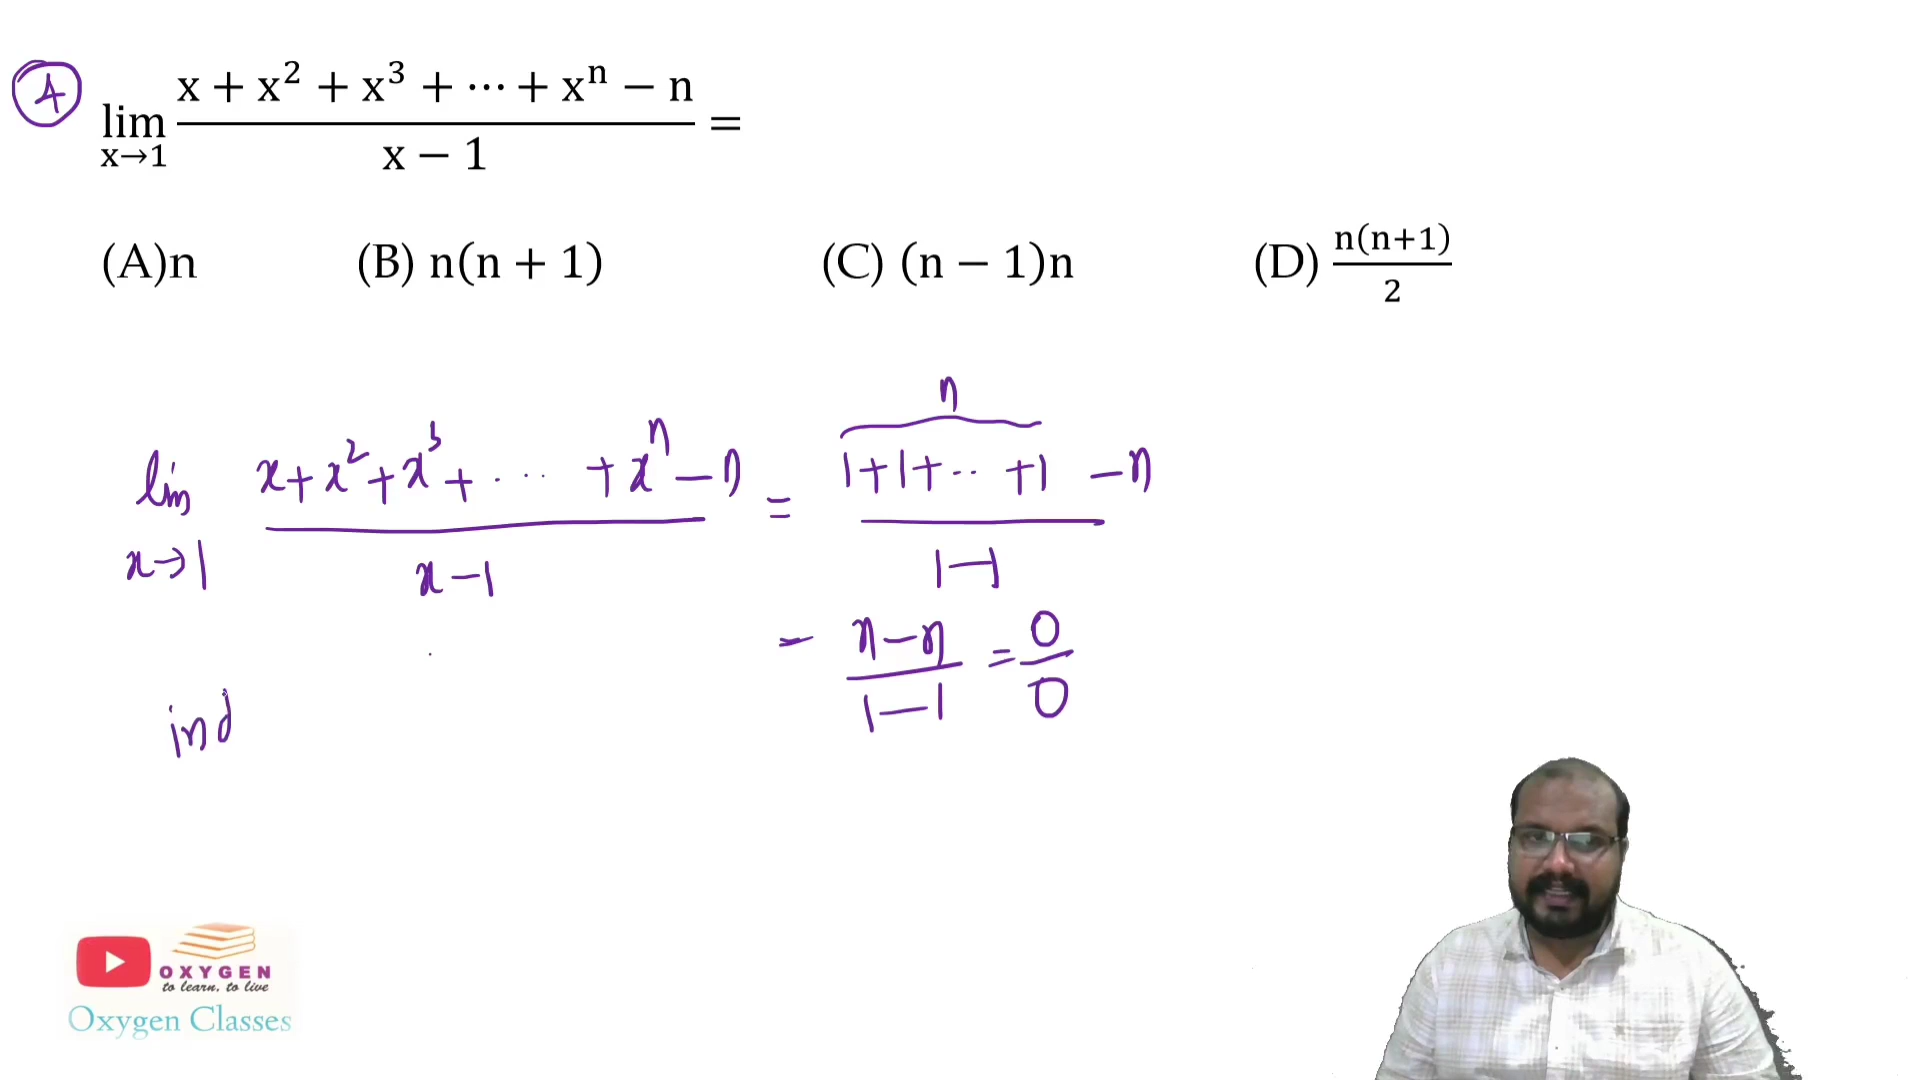 4
lim x→1 (x + x² + x³ + ⋯ + xⁿ − n)/(x − 1) =
(A)n (B) n(n + 1) (C) (n − 1)n (D) n(n+1)/2
n
lim x→1 (x+x²+x³+ ⋯ +xⁿ−n)/(x−1) = (1+1+⋯+1 −n)/(1−1)
= (n−n)/(1−1) = 0/0
ind
OXYGEN
to learn, to live
Oxygen Classes